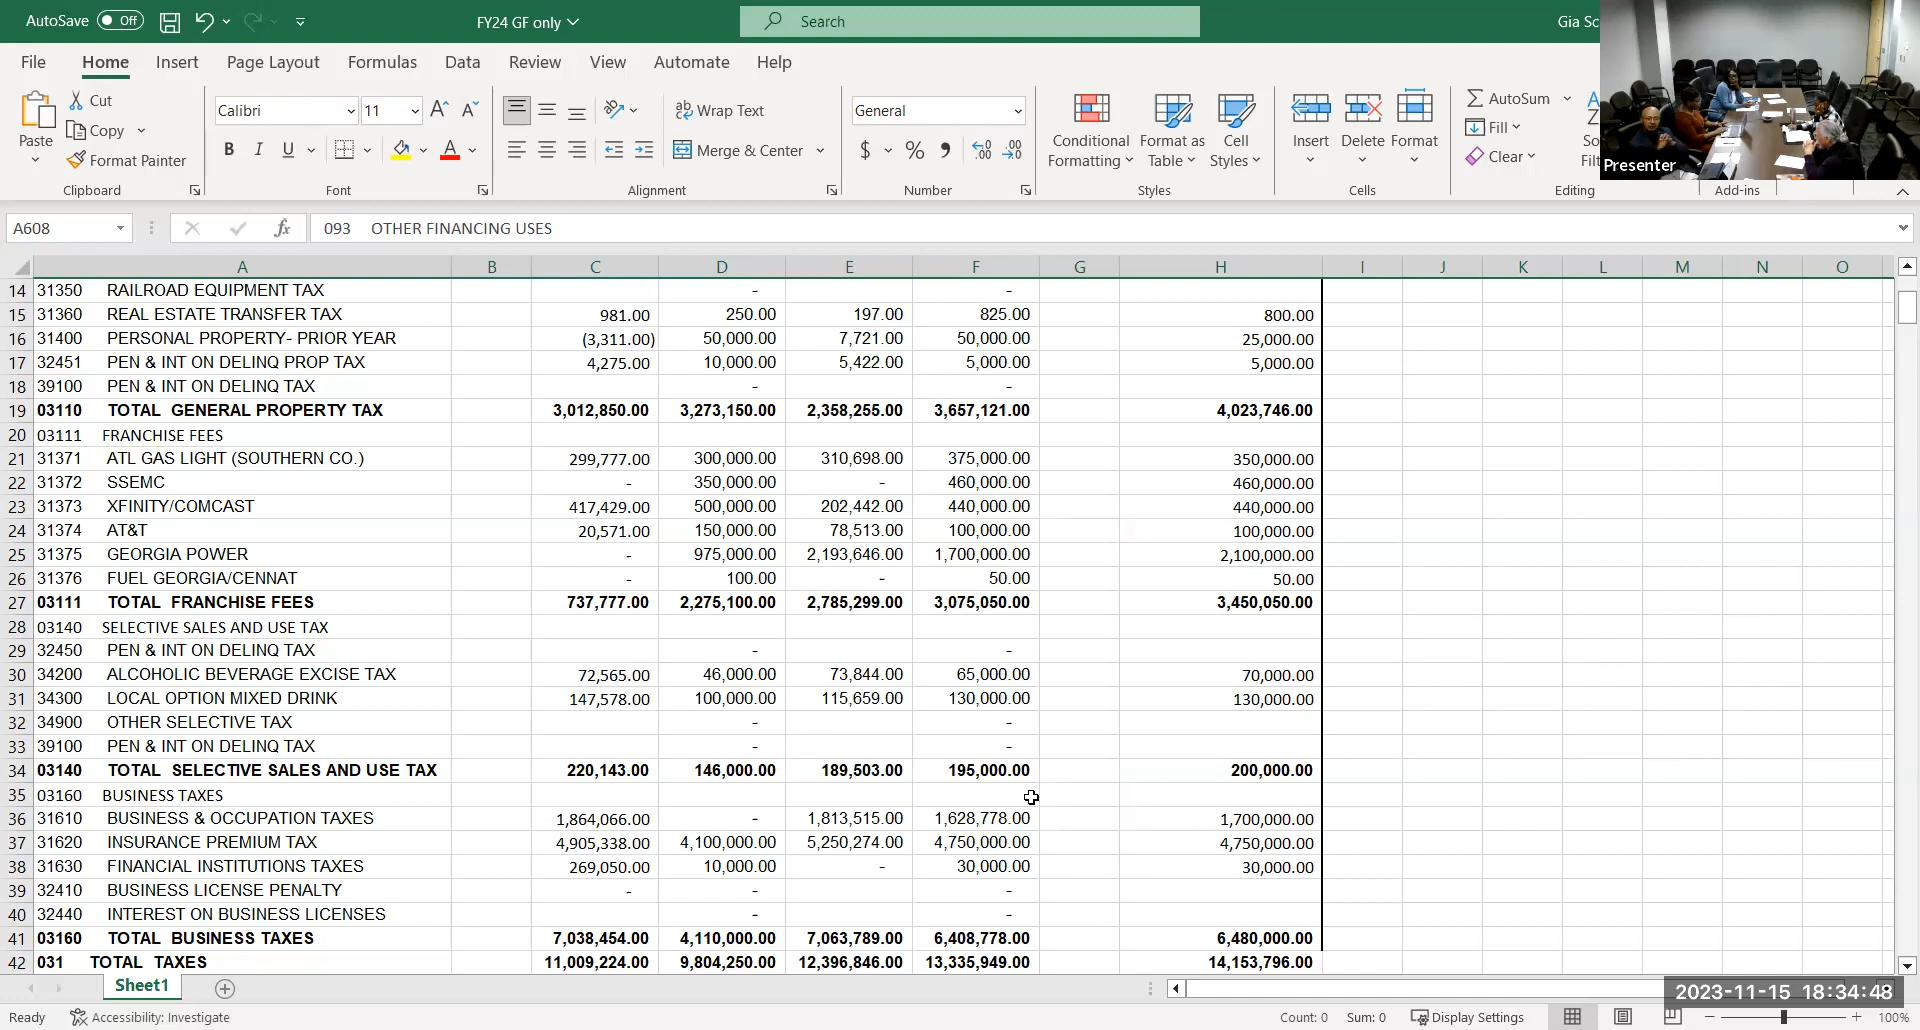 AutoSave Off FY24 GF only Search Gia Sc
File Home Insert Page Layout Formulas Data Review View Automate Help
Paste Cut Copy Format Painter Clipboard
Calibri 11 B I U A Font
Wrap Text Merge & Center Alignment
General $ % Number
Conditional Formatting Format as Table Cell Styles Styles
Insert Delete Format Cells
AutoSum Fill Clear Editing
Add-ins
Presenter
A608 fx 093 OTHER FINANCING USES
A B C D E F G H I J K L M N O
14 31350 RAILROAD EQUIPMENT TAX - -
15 31360 REAL ESTATE TRANSFER TAX 981.00 250.00 197.00 825.00 800.00
16 31400 PERSONAL PROPERTY- PRIOR YEAR (3,311.00) 50,000.00 7,721.00 50,000.00 25,000.00
17 32451 PEN & INT ON DELINQ PROP TAX 4,275.00 10,000.00 5,422.00 5,000.00 5,000.00
18 39100 PEN & INT ON DELINQ TAX - -
19 03110 TOTAL GENERAL PROPERTY TAX 3,012,850.00 3,273,150.00 2,358,255.00 3,657,121.00 4,023,746.00
20 03111 FRANCHISE FEES
21 31371 ATL GAS LIGHT (SOUTHERN CO.) 299,777.00 300,000.00 310,698.00 375,000.00 350,000.00
22 31372 SSEMC - 350,000.00 - 460,000.00 460,000.00
23 31373 XFINITY/COMCAST 417,429.00 500,000.00 202,442.00 440,000.00 440,000.00
24 31374 AT&T 20,571.00 150,000.00 78,513.00 100,000.00 100,000.00
25 31375 GEORGIA POWER - 975,000.00 2,193,646.00 1,700,000.00 2,100,000.00
26 31376 FUEL GEORGIA/CENNAT - 100.00 - 50.00 50.00
27 03111 TOTAL FRANCHISE FEES 737,777.00 2,275,100.00 2,785,299.00 3,075,050.00 3,450,050.00
28 03140 SELECTIVE SALES AND USE TAX
29 32450 PEN & INT ON DELINQ TAX - -
30 34200 ALCOHOLIC BEVERAGE EXCISE TAX 72,565.00 46,000.00 73,844.00 65,000.00 70,000.00
31 34300 LOCAL OPTION MIXED DRINK 147,578.00 100,000.00 115,659.00 130,000.00 130,000.00
32 34900 OTHER SELECTIVE TAX - -
33 39100 PEN & INT ON DELINQ TAX - -
34 03140 TOTAL SELECTIVE SALES AND USE TAX 220,143.00 146,000.00 189,503.00 195,000.00 200,000.00
35 03160 BUSINESS TAXES
36 31610 BUSINESS & OCCUPATION TAXES 1,864,066.00 - 1,813,515.00 1,628,778.00 1,700,000.00
37 31620 INSURANCE PREMIUM TAX 4,905,338.00 4,100,000.00 5,250,274.00 4,750,000.00 4,750,000.00
38 31630 FINANCIAL INSTITUTIONS TAXES 269,050.00 10,000.00 - 30,000.00 30,000.00
39 32410 BUSINESS LICENSE PENALTY - - -
40 32440 INTEREST ON BUSINESS LICENSES - -
41 03160 TOTAL BUSINESS TAXES 7,038,454.00 4,110,000.00 7,063,789.00 6,408,778.00 6,480,000.00
42 031 TOTAL TAXES 11,009,224.00 9,804,250.00 12,396,846.00 13,335,949.00 14,153,796.00
Sheet1
2023-11-15 18:34:48
Ready Accessibility: Investigate Count: 0 Sum: 0 Display Settings 100%